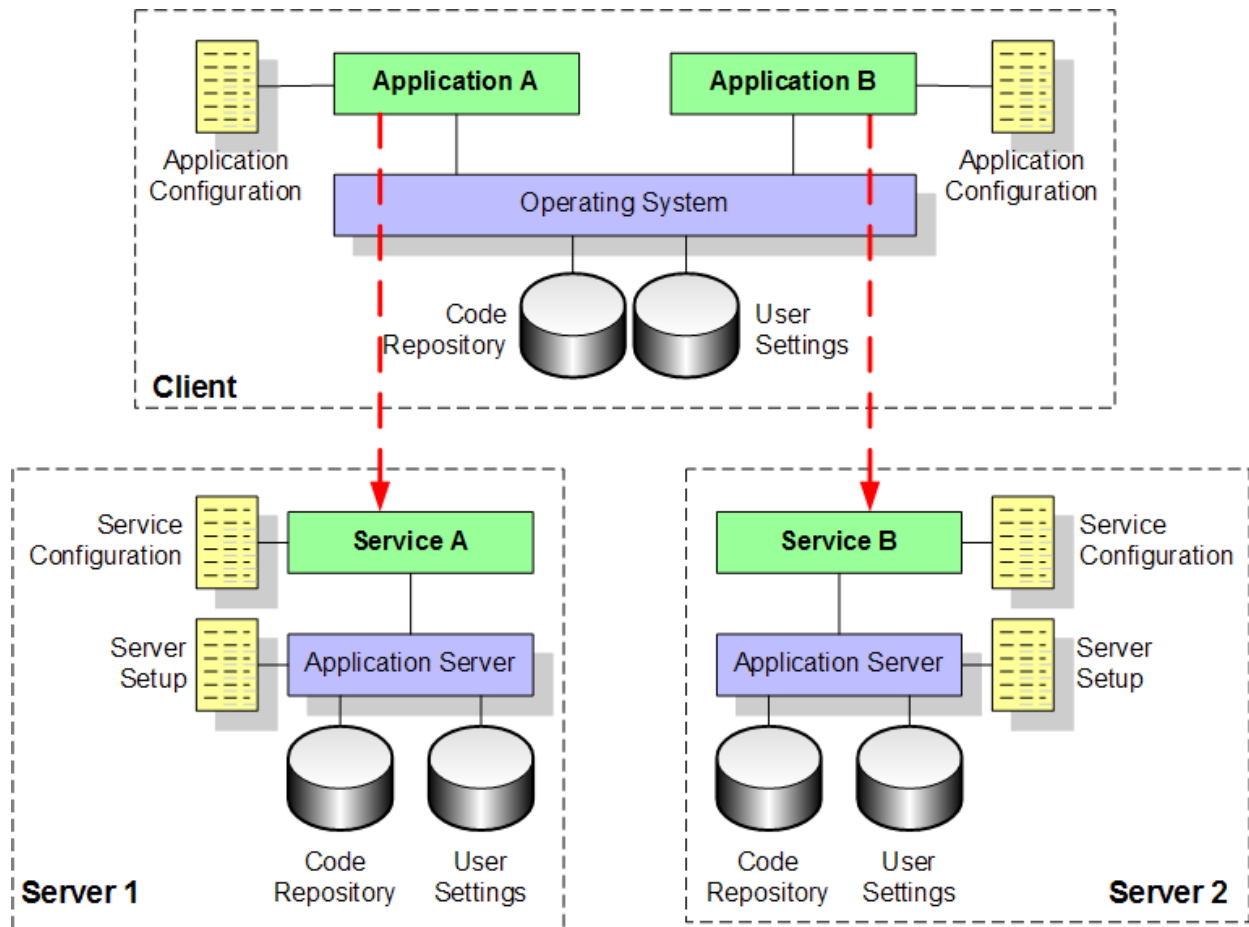 Application A
Application B
Application
Configuration
Application
Configuration
Operating System
Code
Repository
User
Settings
Client
Service
Configuration
Service A
Service B
Service
Configuration
Server
Setup
Application Server
Application Server
Server
Setup
Code
Repository
User
Settings
Code
Repository
User
Settings
Server 1
Server 2